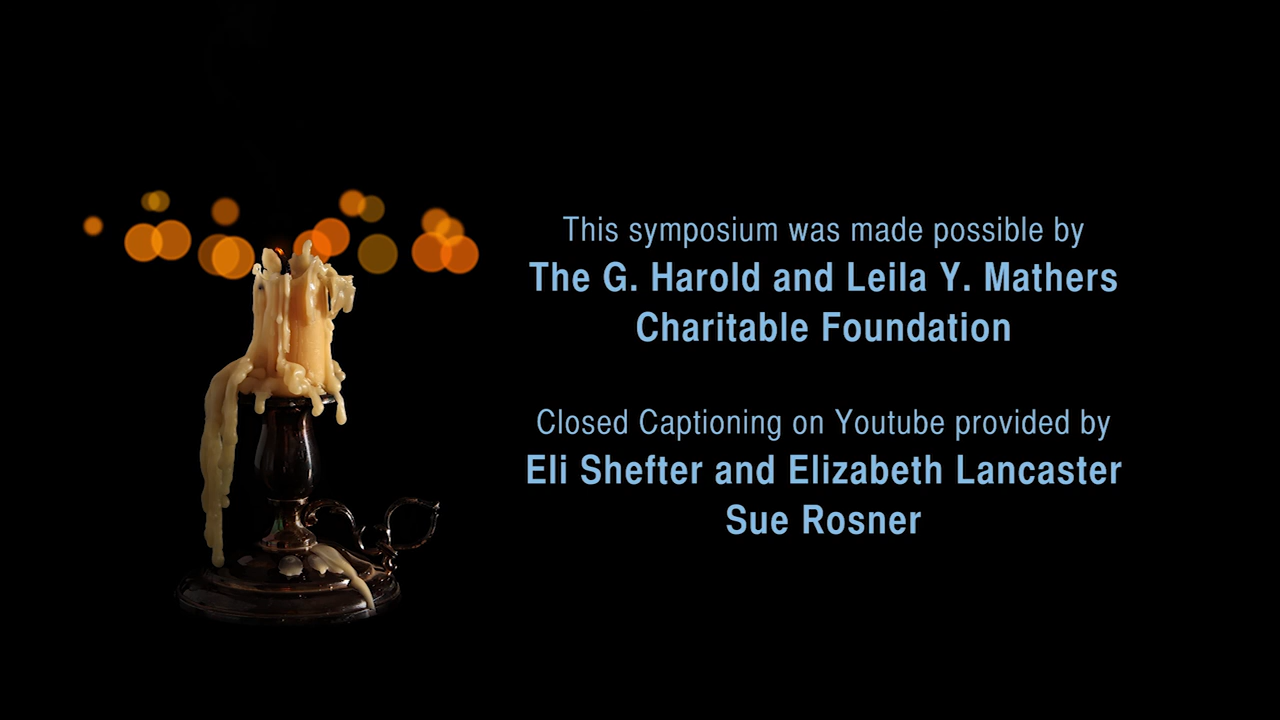 This symposium was made possible by
The G. Harold and Leila Y. Mathers
Charitable Foundation
Closed Captioning on Youtube provided by
Eli Shefter and Elizabeth Lancaster
Sue Rosner